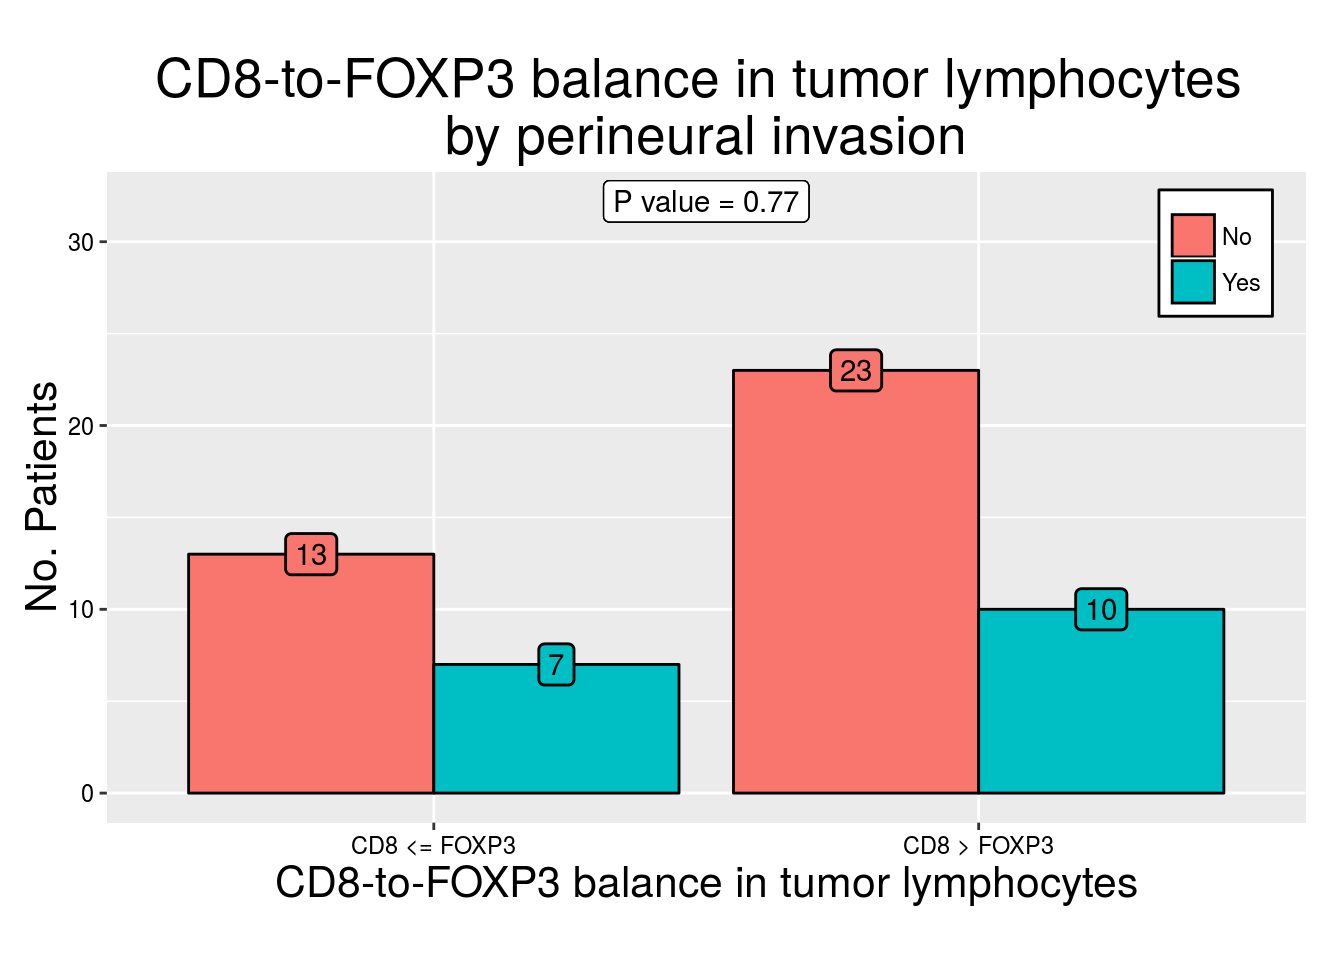 CD8-to-FOXP3 balance in tumor lymphocytes
by perineural invasion
P value = 0.77
No
Yes
No. Patients
30
20
10
0
23
13
10
7
CD8 <= FOXP3
CD8 > FOXP3
CD8-to-FOXP3 balance in tumor lymphocytes